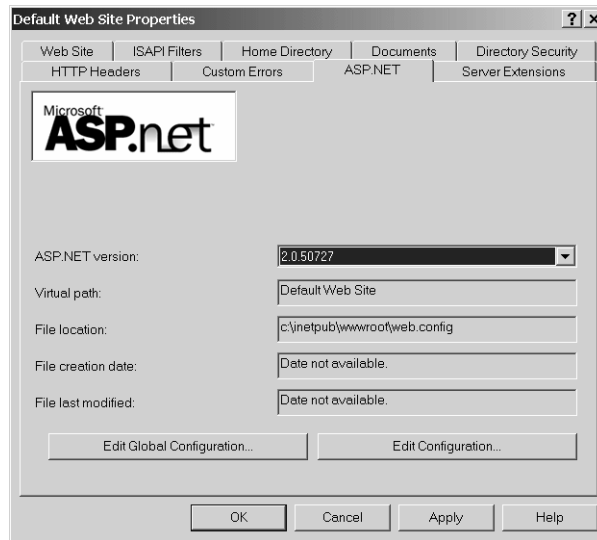 Default Web Site Properties ? x
Web Site ISAPI Filters Home Directory Documents Directory Security
HTTP Headers Custom Errors ASP.NET Server Extensions
Microsoft
ASP.net
ASP.NET version: 2.0.50727
Virtual path: Default Web Site
File location: c:\inetpub\wwwroot\web.config
File creation date: Date not available.
File last modified: Date not available.
Edit Global Configuration... Edit Configuration...
OK Cancel Apply Help